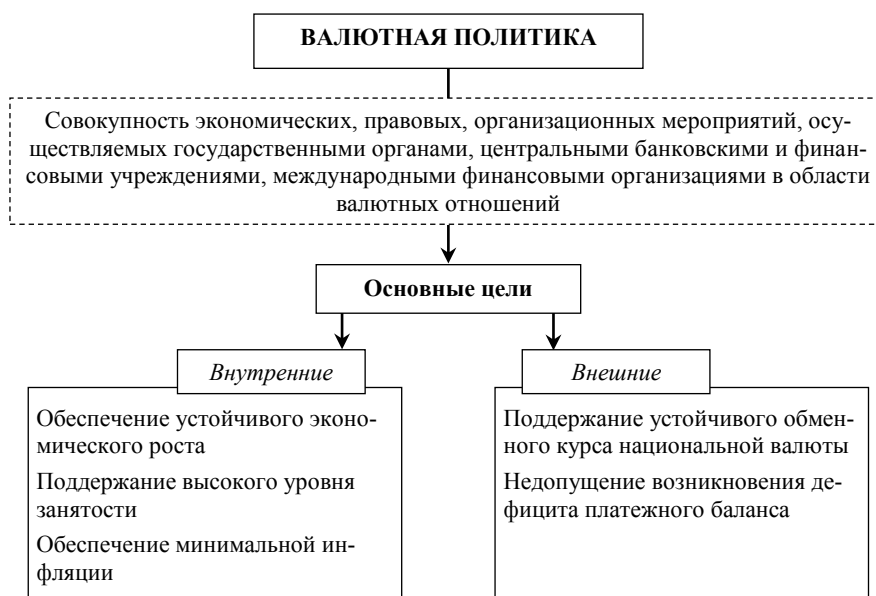 ВАЛЮТНАЯ ПОЛИТИКА
Совокупность экономических, правовых, организационных мероприятий, осу-
ществляемых государственными органами, центральными банковскими и финан-
совыми учреждениями, международными финансовыми организациями в области
валютных отношений
Основные цели
Внутренние
Обеспечение устойчивого эконо-
мического роста
Поддержание высокого уровня
занятости
Обеспечение минимальной ин-
фляции
Внешние
Поддержание устойчивого обмен-
ного курса национальной валюты
Недопущение возникновения де-
фицита платежного баланса